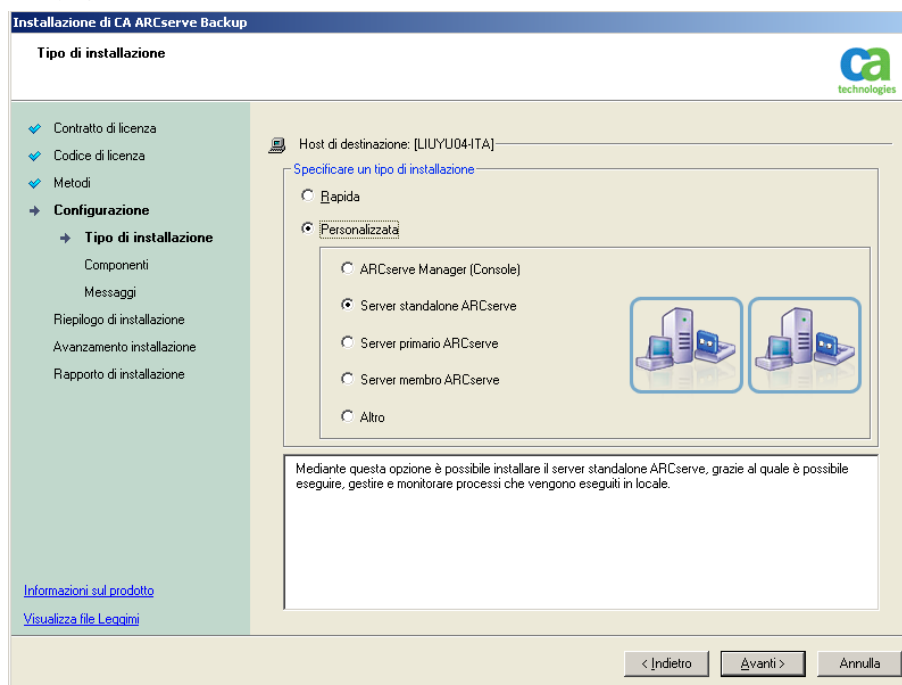 Installazione di CA ARCserve Backup
Tipo di installazione
ca
technologies
Contratto di licenza
Codice di licenza
Metodi
Configurazione
Tipo di installazione
Componenti
Messaggi
Riepilogo di installazione
Avanzamento installazione
Rapporto di installazione
Informazioni sul prodotto
Visualizza file Leggimi
Host di destinazione: [LIUYU04-ITA]
Specificare un tipo di installazione
Rapida
Personalizzata
ARCserve Manager (Console)
Server standalone ARCserve
Server primario ARCserve
Server membro ARCserve
Altro
Mediante questa opzione è possibile installare il server standalone ARCserve, grazie al quale è possibile
eseguire, gestire e monitorare processi che vengono eseguiti in locale.
< Indietro
Avanti >
Annulla